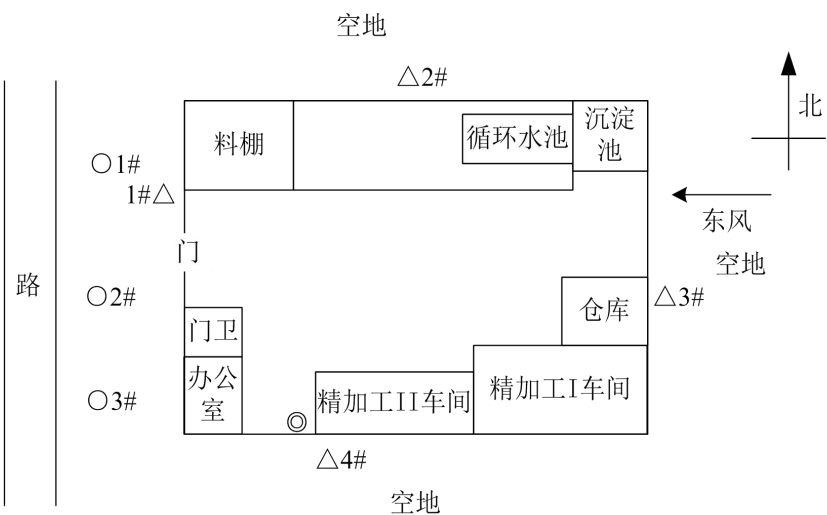 空地
△2#
北
料棚
循环水池
沉淀
池
○1#
1#△
东风
门
空地
路
○2#
仓库
△3#
门卫
办公
室
○3#
精加工II车间
精加工I车间
◎
△4#
空地